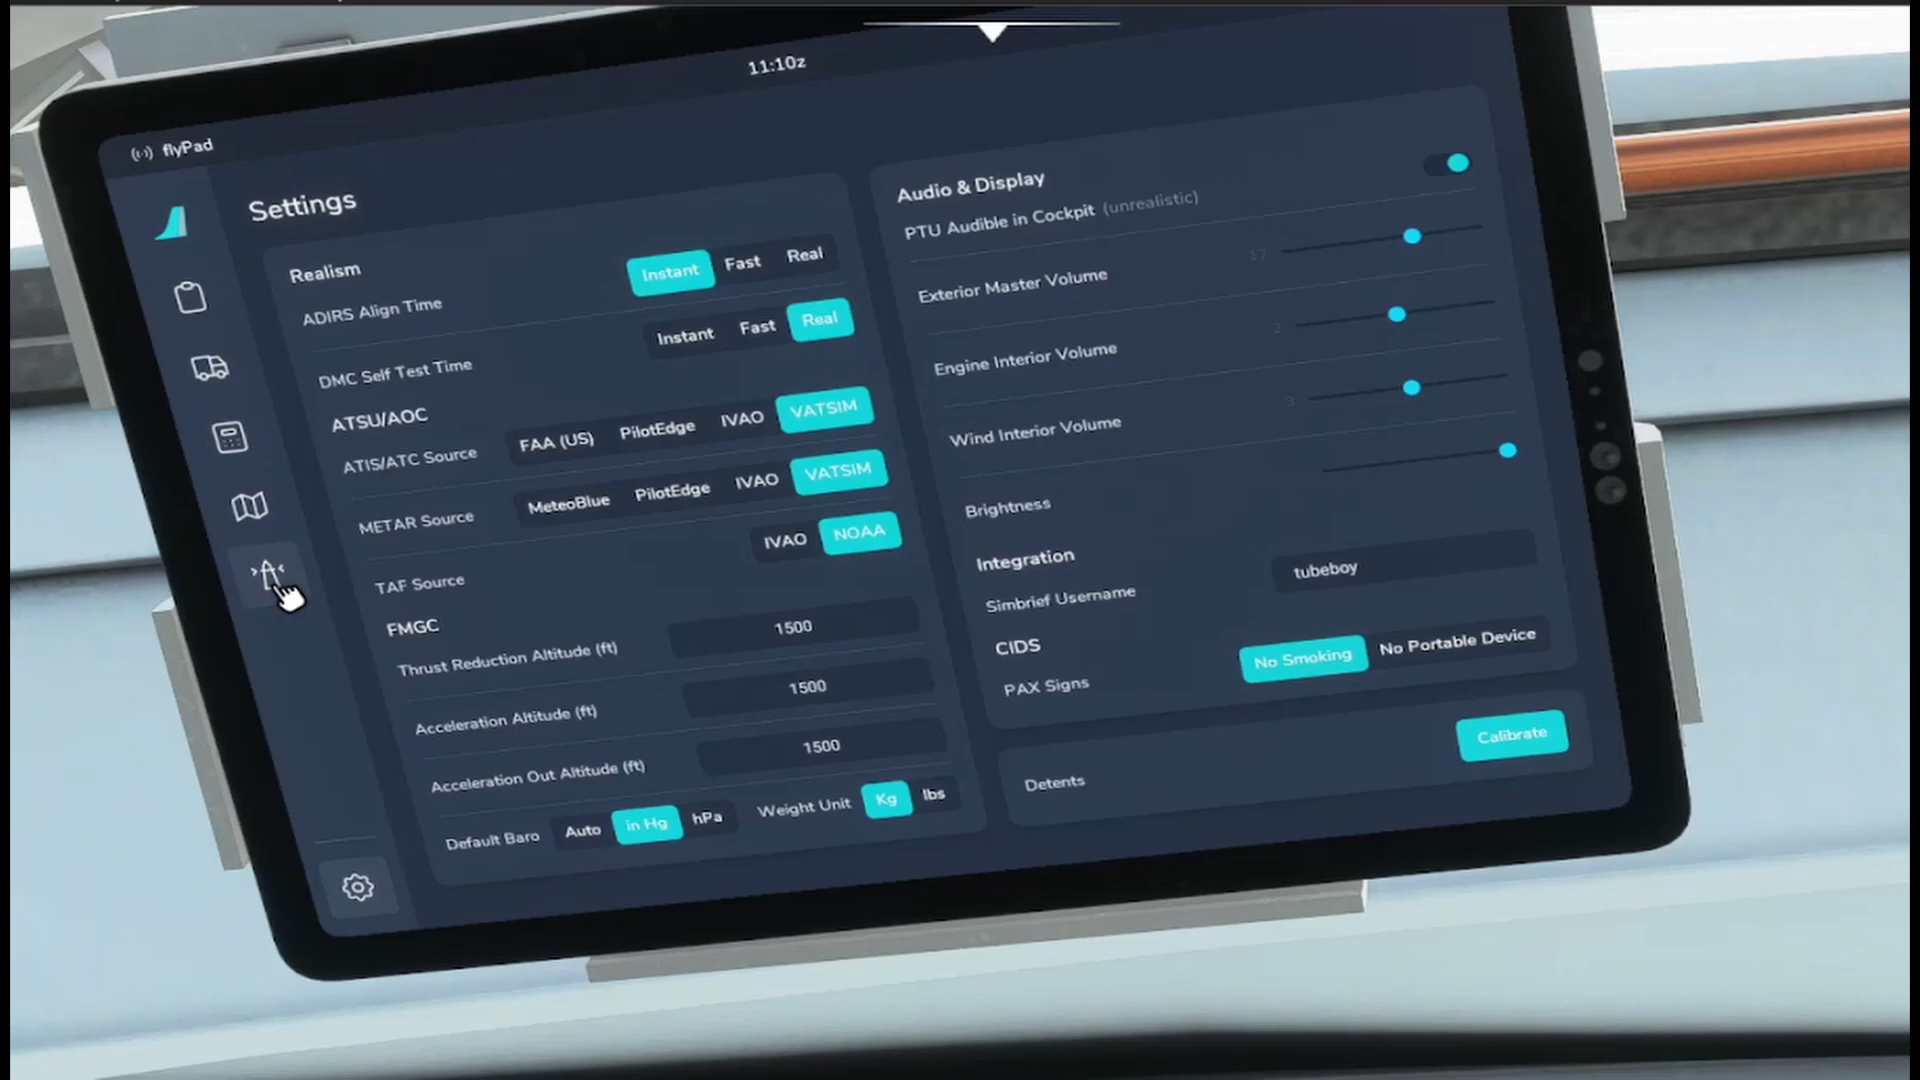 11:10z
flyPad
Settings
Realism
ADIRS Align Time Instant Fast Real
DMC Self Test Time Instant Fast Real
ATSU/AOC
ATIS/ATC Source FAA (US) PilotEdge IVAO VATSIM
METAR Source MeteoBlue PilotEdge IVAO VATSIM
TAF Source IVAO NOAA
FMGC
Thrust Reduction Altitude (ft) 1500
Acceleration Altitude (ft) 1500
Acceleration Out Altitude (ft) 1500
Default Baro Auto in Hg hPa Weight Unit Kg lbs
Audio & Display
PTU Audible in Cockpit (unrealistic)
Exterior Master Volume 17
Engine Interior Volume 2
Wind Interior Volume 3
Brightness
Integration
Simbrief Username tubeboy
CIDS
PAX Signs No Smoking No Portable Device
Detents Calibrate